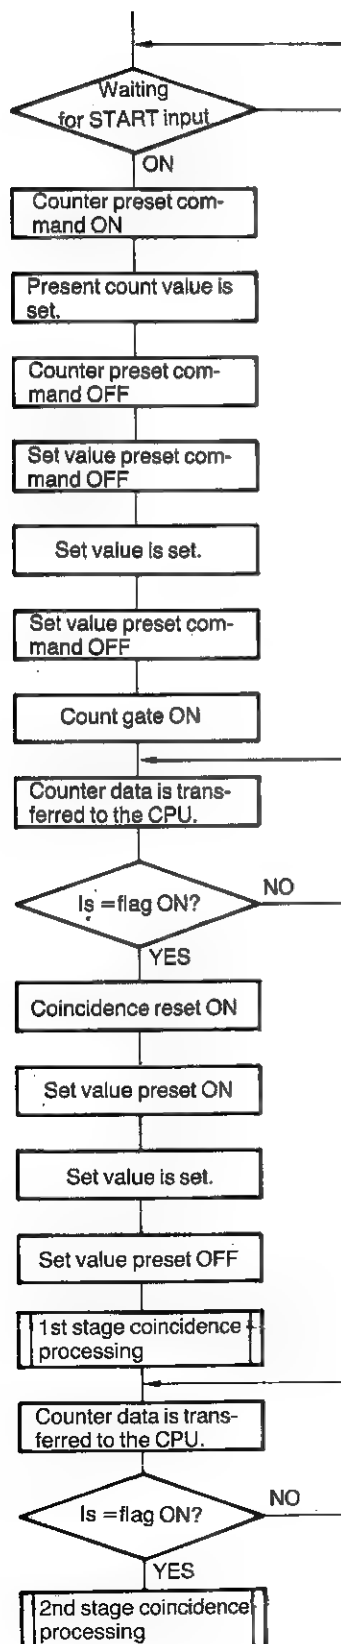 Waiting
for START input
ON
Counter preset com-
mand ON
Present count value is
set.
Counter preset com-
mand OFF
Set value preset com-
mand OFF
Set value is set.
Set value preset com-
mand OFF
Count gate ON
Counter data is trans-
ferred to the CPU.
Is =flag ON?
NO
YES
Coincidence reset ON
Set value preset ON
Set value is set.
Set value preset OFF
1st stage coincidence
processing
Counter data is trans-
ferred to the CPU.
Is =flag ON?
NO
YES
2nd stage coincidence
processing